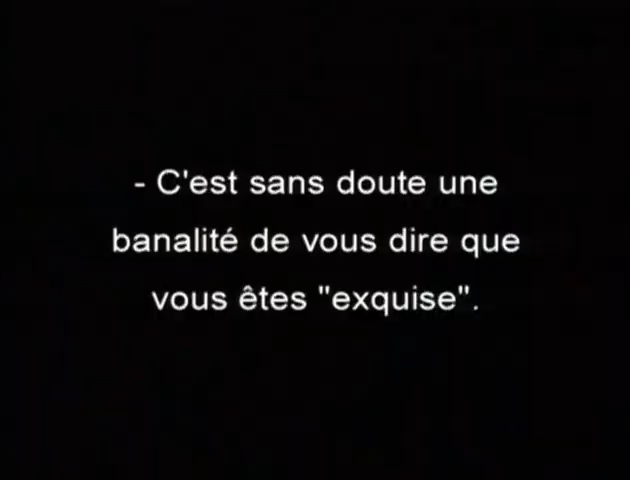 - C'est sans doute une
banalité de vous dire que
vous êtes "exquise".